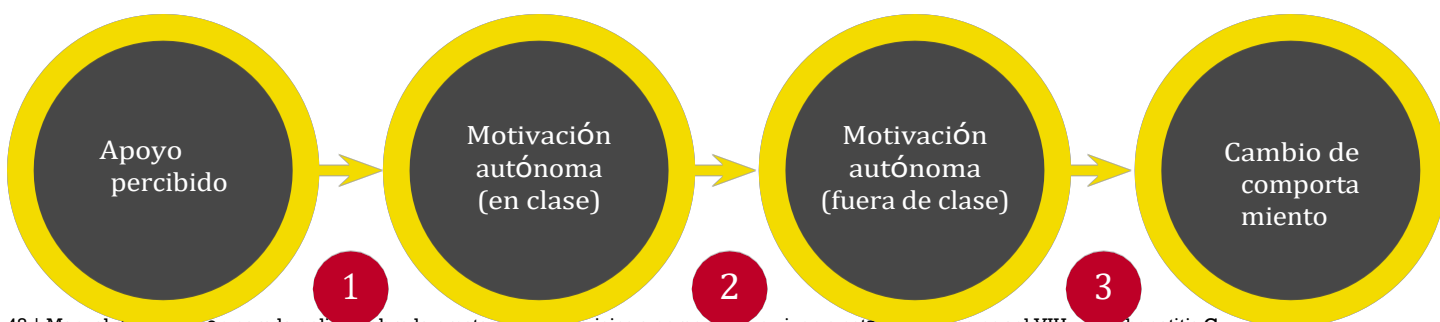 Apoyo
percibido
Motivación
autónoma
(en clase)
Motivación
autónoma
(fuera de clase)
Cambio de
comporta
miento
1
2
3